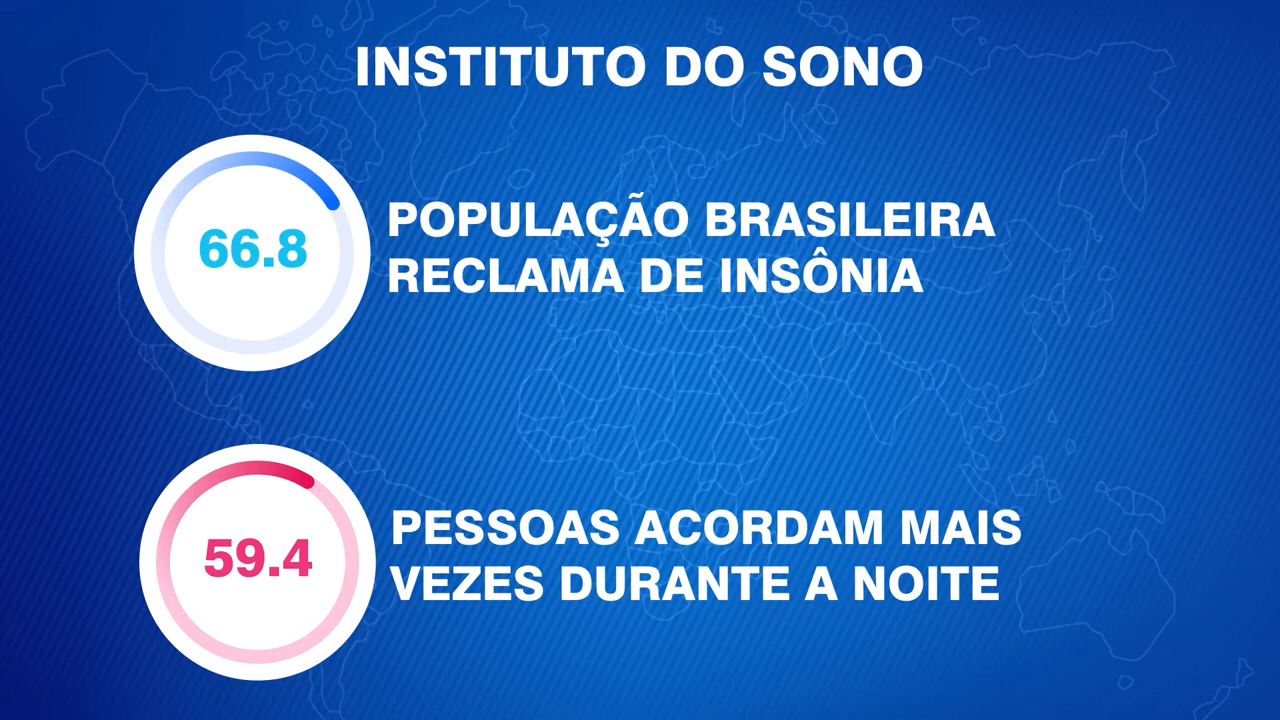 INSTITUTO DO SONO
66.8
POPULAÇÃO BRASILEIRA
RECLAMA DE INSÔNIA
59.4
PESSOAS ACORDAM MAIS
VEZES DURANTE A NOITE